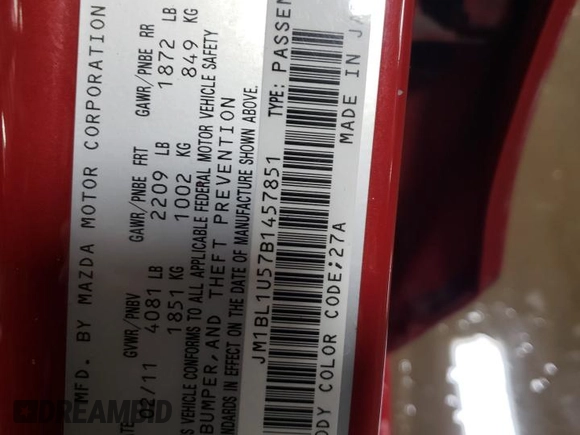 MFD. BY MAZDA MOTOR CORPORATION
GVWR/PNBV GAWR/PNBE FRT GAWR/PNBE RR
02/11 4081 LB 2209 LB 1872 LB
1851 KG 1002 KG 849 KG
VEHICLE CONFORMS TO ALL APPLICABLE FEDERAL MOTOR VEHICLE SAFETY
BUMPER, AND THEFT PREVENTION
IN EFFECT ON THE DATE OF MANUFACTURE SHOWN ABOVE.
JM1BL1U57B1457851 TYPE: PASSEN
COLOR CODE:27A MADE IN
DREAMBID